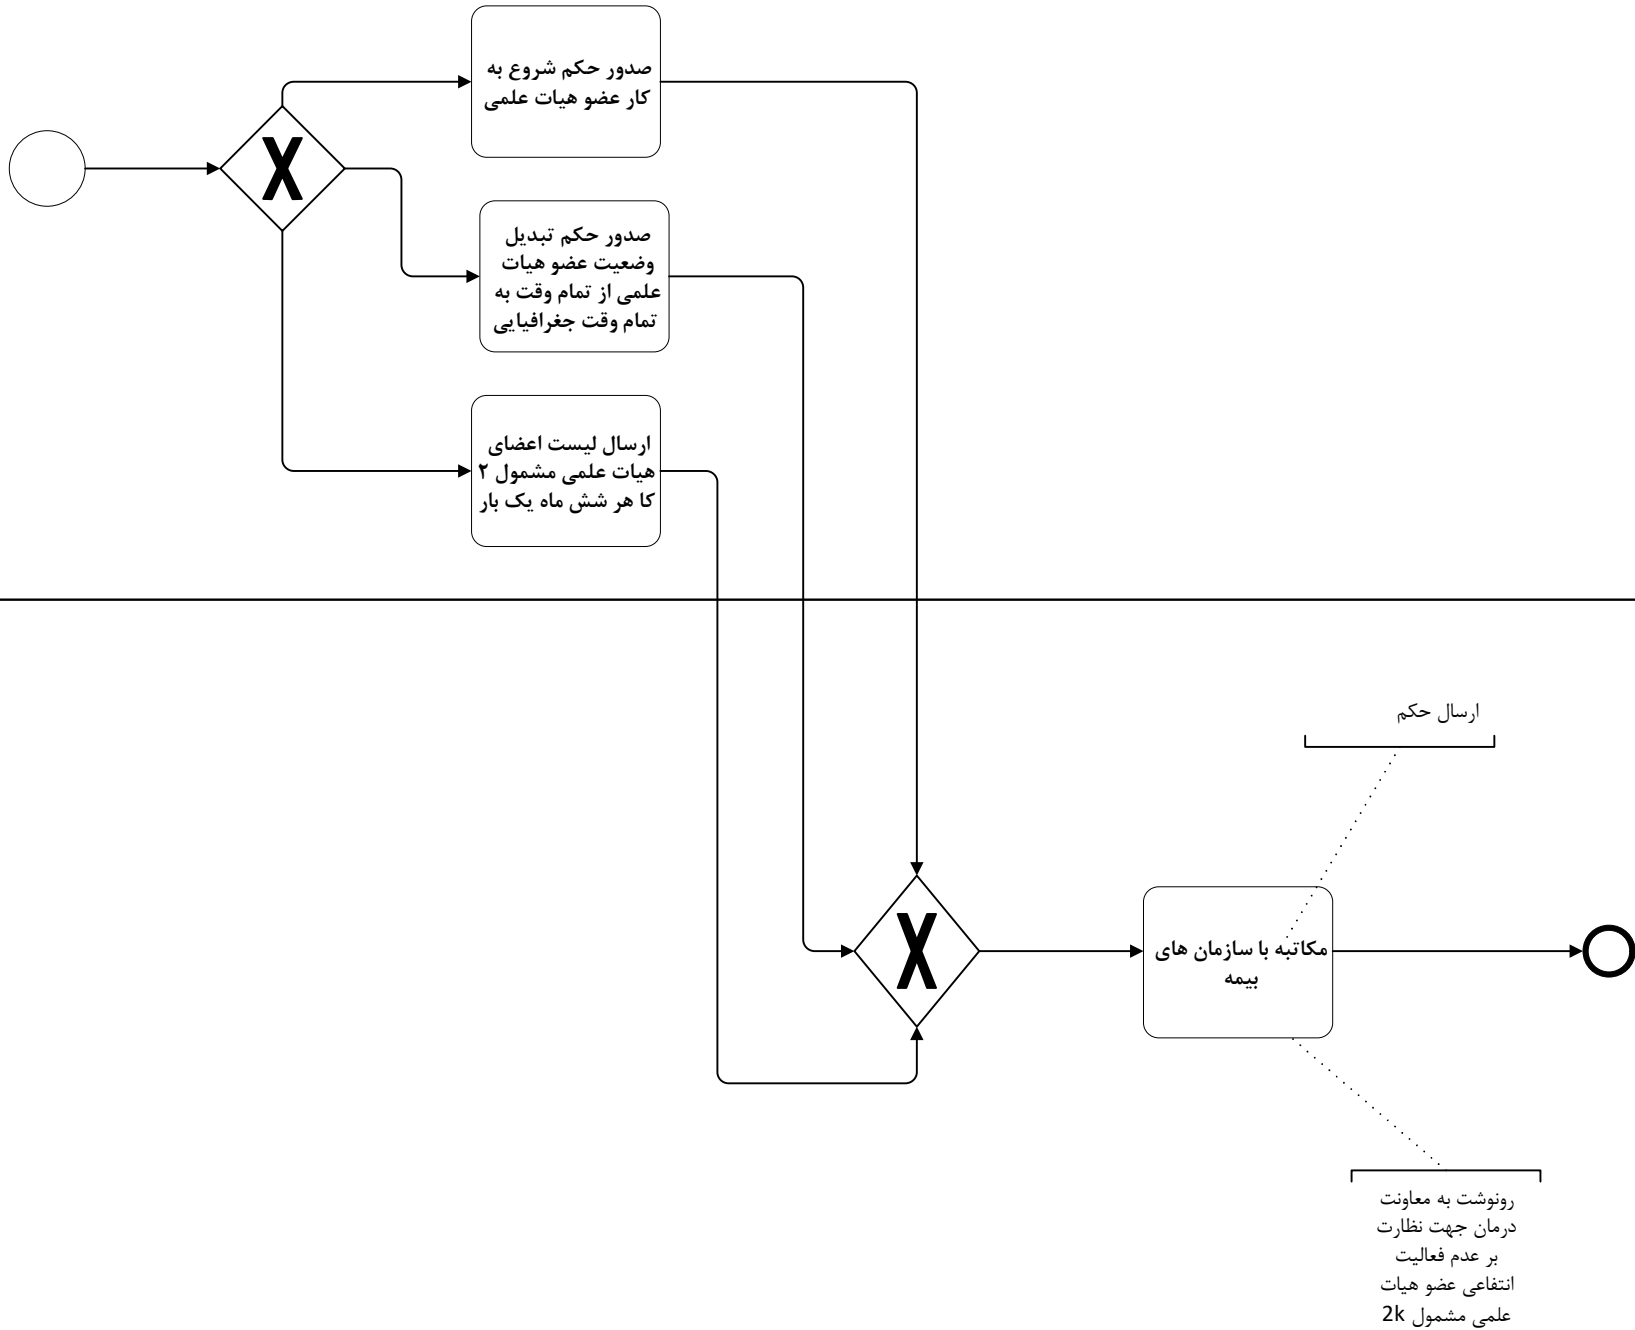 صدور حکم شروع به
کار عضو هیات علمی
صدور حکم تبدیل
وضعیت عضو هیات
علمی از تمام وقت به
تمام وقت جغرافیایی
ارسال لیست اعضای
هیات علمی مشمول ۲
کا هر شش ماه یک بار
ارسال حکم
مکاتبه با سازمان های
بیمه
رونوشت به معاونت
درمان جهت نظارت
بر عدم فعالیت
انتفاعی عضو هیات
علمی مشمول 2k